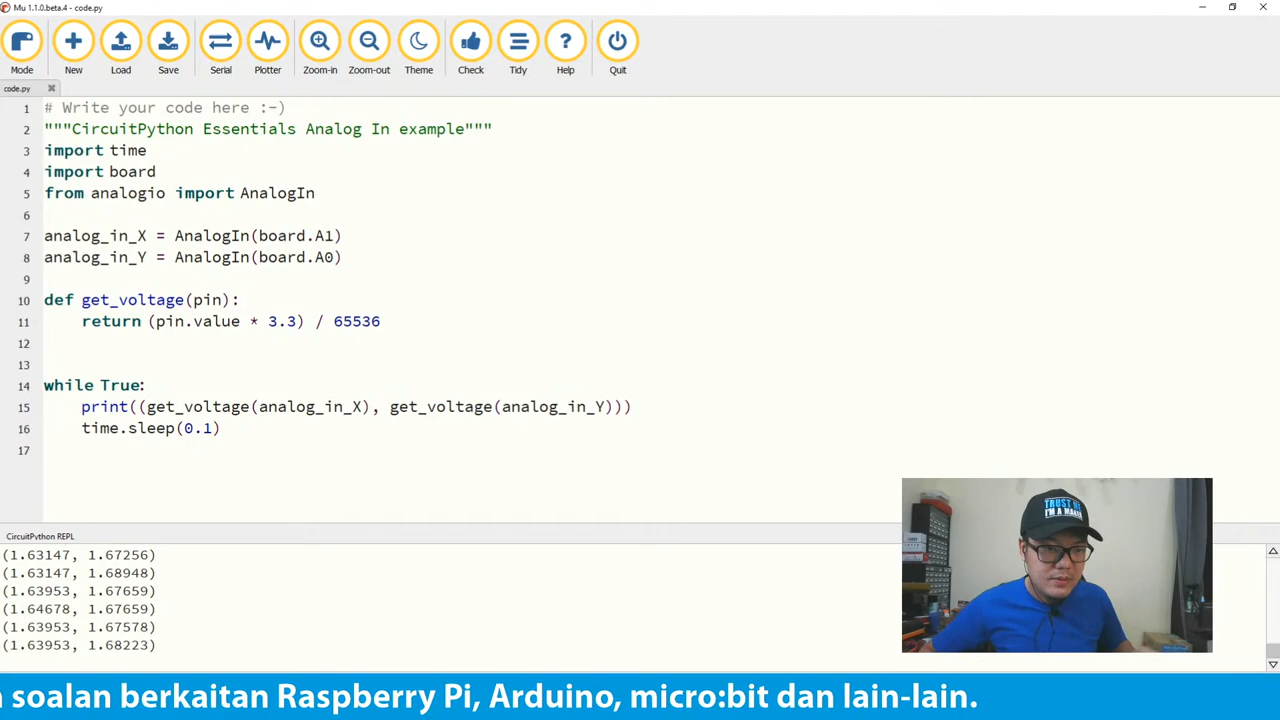 Mu 1.1.0.beta.4 - code.py
Mode New Load Save Serial Plotter Zoom-in Zoom-out Theme Check Tidy Help Quit
code.py
1 # Write your code here :-)
2 """CircuitPython Essentials Analog In example"""
3 import time
4 import board
5 from analogio import AnalogIn
6
7 analog_in_X = AnalogIn(board.A1)
8 analog_in_Y = AnalogIn(board.A0)
9
10 def get_voltage(pin):
11 return (pin.value * 3.3) / 65536
12
13
14 while True:
15 print((get_voltage(analog_in_X), get_voltage(analog_in_Y)))
16 time.sleep(0.1)
17
TRUST ME
I'M A MAKER
CircuitPython REPL
(1.63147, 1.67256)
(1.63147, 1.68948)
(1.63953, 1.67659)
(1.64678, 1.67659)
(1.63953, 1.67578)
(1.63953, 1.68223)
soalan berkaitan Raspberry Pi, Arduino, micro:bit dan lain-lain.